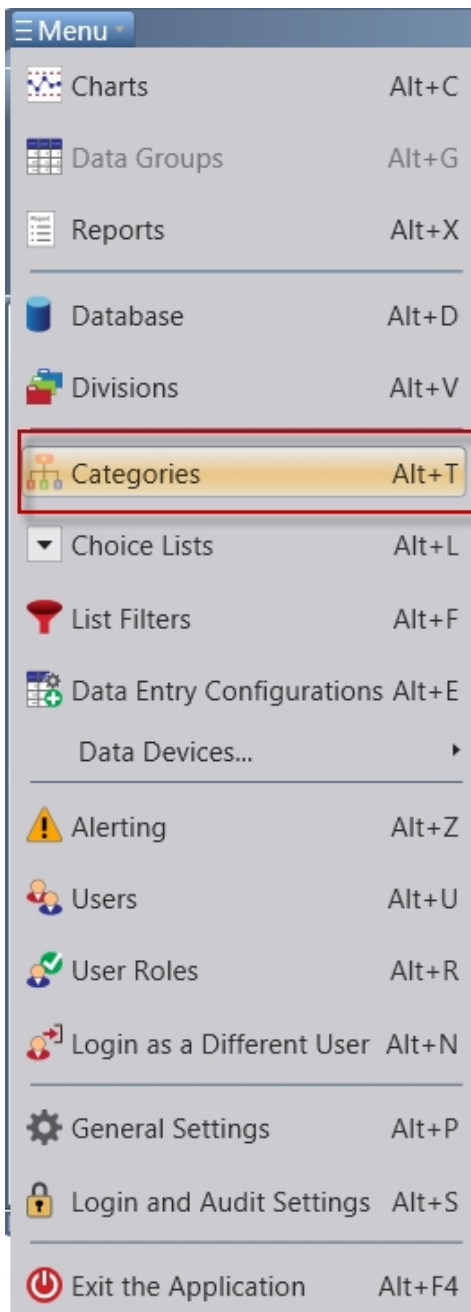 Menu
Charts Alt+C
Data Groups Alt+G
Reports Alt+X
Database Alt+D
Divisions Alt+V
Categories Alt+T
Choice Lists Alt+L
List Filters Alt+F
Data Entry Configurations Alt+E
Data Devices...
Alerting Alt+Z
Users Alt+U
User Roles Alt+R
Login as a Different User Alt+N
General Settings Alt+P
Login and Audit Settings Alt+S
Exit the Application Alt+F4